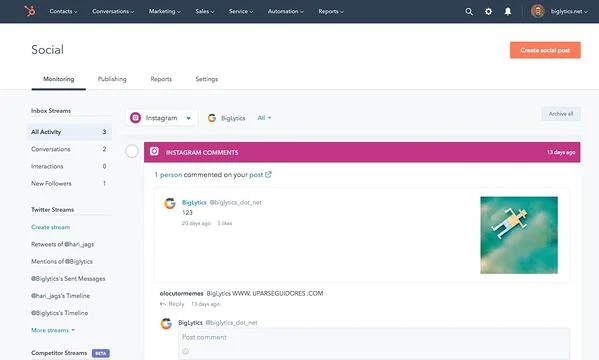 Contacts Conversations Marketing Sales Service Automation Reports biglytics.net
Social
Create social post
Monitoring Publishing Reports Settings
Inbox Streams
All Activity 3
Conversations 2
Interactions 0
New Followers 1
Twitter Streams
Create stream
Retweets of @hari_jags
Mentions of @Biglytics
@Biglytics's Sent Messages
@hari_jags's Timeline
@Biglytics's Timeline
More streams
Competitor Streams BETA
Instagram BigLytics All Archive all
INSTAGRAM COMMENTS 13 days ago
1 person commented on your post
BigLytics @biglytics_dot_net
123
20 days ago 5 likes
olocutormemes BigLytics WWW. UPARSEGUIDORES .COM
Reply 13 days ago
BigLytics @biglytics_dot_net
Post comment